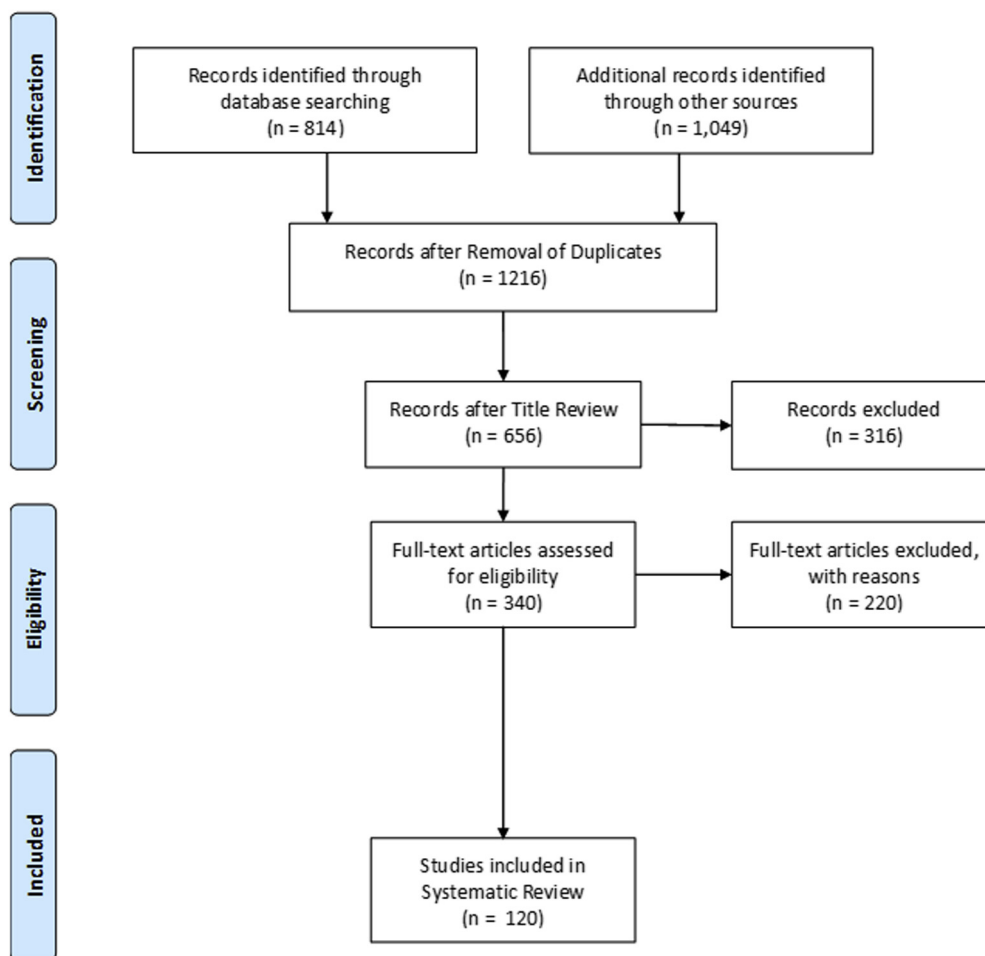 Identification
Records identified through
database searching
(n = 814)
Additional records identified
through other sources
(n = 1,049)
Records after Removal of Duplicates
(n = 1216)
Screening
Records after Title Review
(n = 656)
Records excluded
(n = 316)
Eligibility
Full-text articles assessed
for eligibility
(n = 340)
Full-text articles excluded,
with reasons
(n = 220)
Included
Studies included in
Systematic Review
(n = 120)